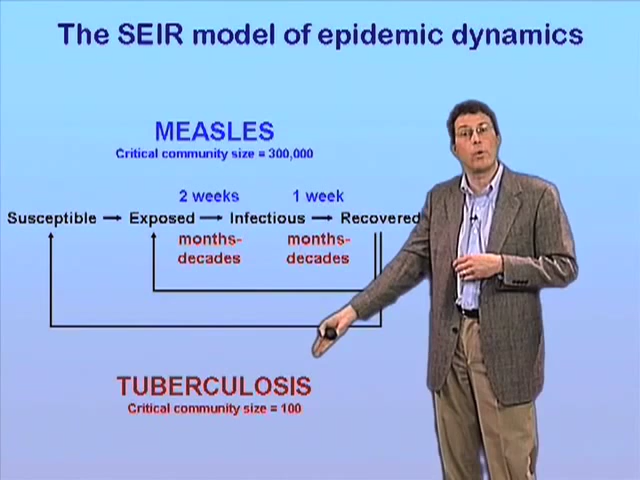 The SEIR model of epidemic dynamics
MEASLES
Critical community size = 300,000
2 weeks 1 week
Susceptible Exposed Infectious Recovered
months- months-
decades decades
TUBERCULOSIS
Critical community size = 100